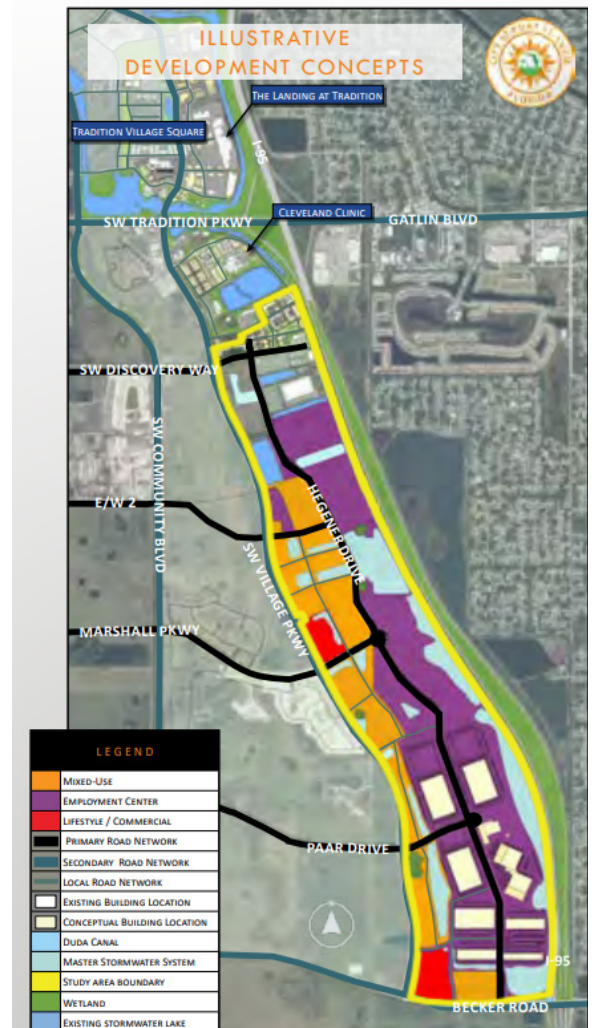 ILLUSTRATIVE
DEVELOPMENT CONCEPTS
THE LANDING AT TRADITION
TRADITION VILLAGE SQUARE
I-95
CLEVELAND CLINIC
SW TRADITION PKWY
GATLIN BLVD
SW DISCOVERY WAY
SW COMMUNITY BLVD
E/W 2
HEGENER DRIVE
SW VILLAGE PKWY
MARSHALL PKWY
LEGEND
MIXED-USE
EMPLOYMENT CENTER
LIFESTYLE / COMMERCIAL
PRIMARY ROAD NETWORK
SECONDARY ROAD NETWORK
LOCAL ROAD NETWORK
EXISTING BUILDING LOCATION
CONCEPTUAL BUILDING LOCATION
DUDA CANAL
MASTER STORMWATER SYSTEM
STUDY AREA BOUNDARY
WETLAND
EXISTING STORMWATER LAKE
PAAR DRIVE
I-95
BECKER ROAD